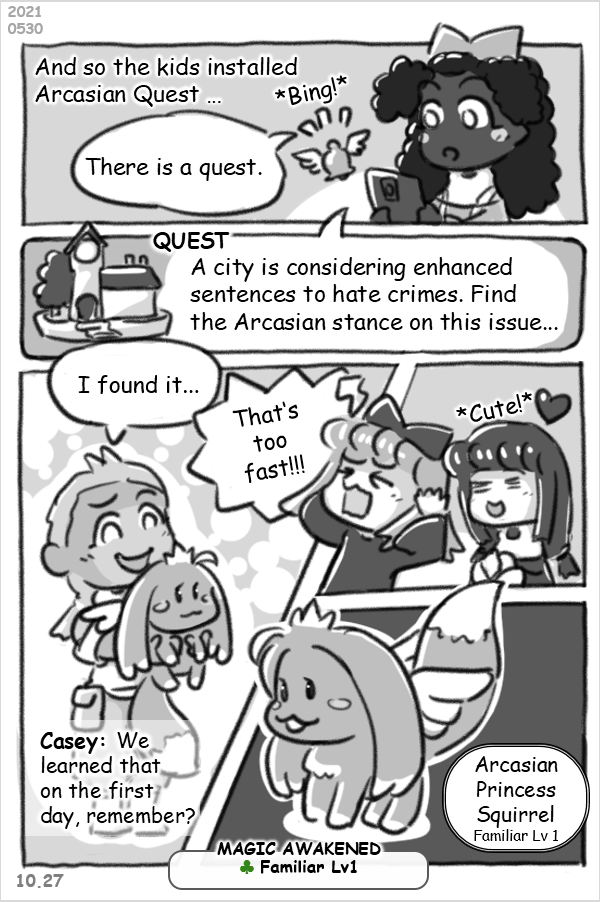 2021
0530
And so the kids installed
Arcasian Quest ...
*Bing!*
There is a quest.
QUEST
A city is considering enhanced
sentences to hate crimes. Find
the Arcasian stance on this issue...
I found it...
That's
too
fast!!!
*Cute!*
Casey: We
learned that
on the first
day, remember?
Arcasian
Princess
Squirrel
Familiar Lv 1
MAGIC AWAKENED
♣ Familiar Lv1
10.27